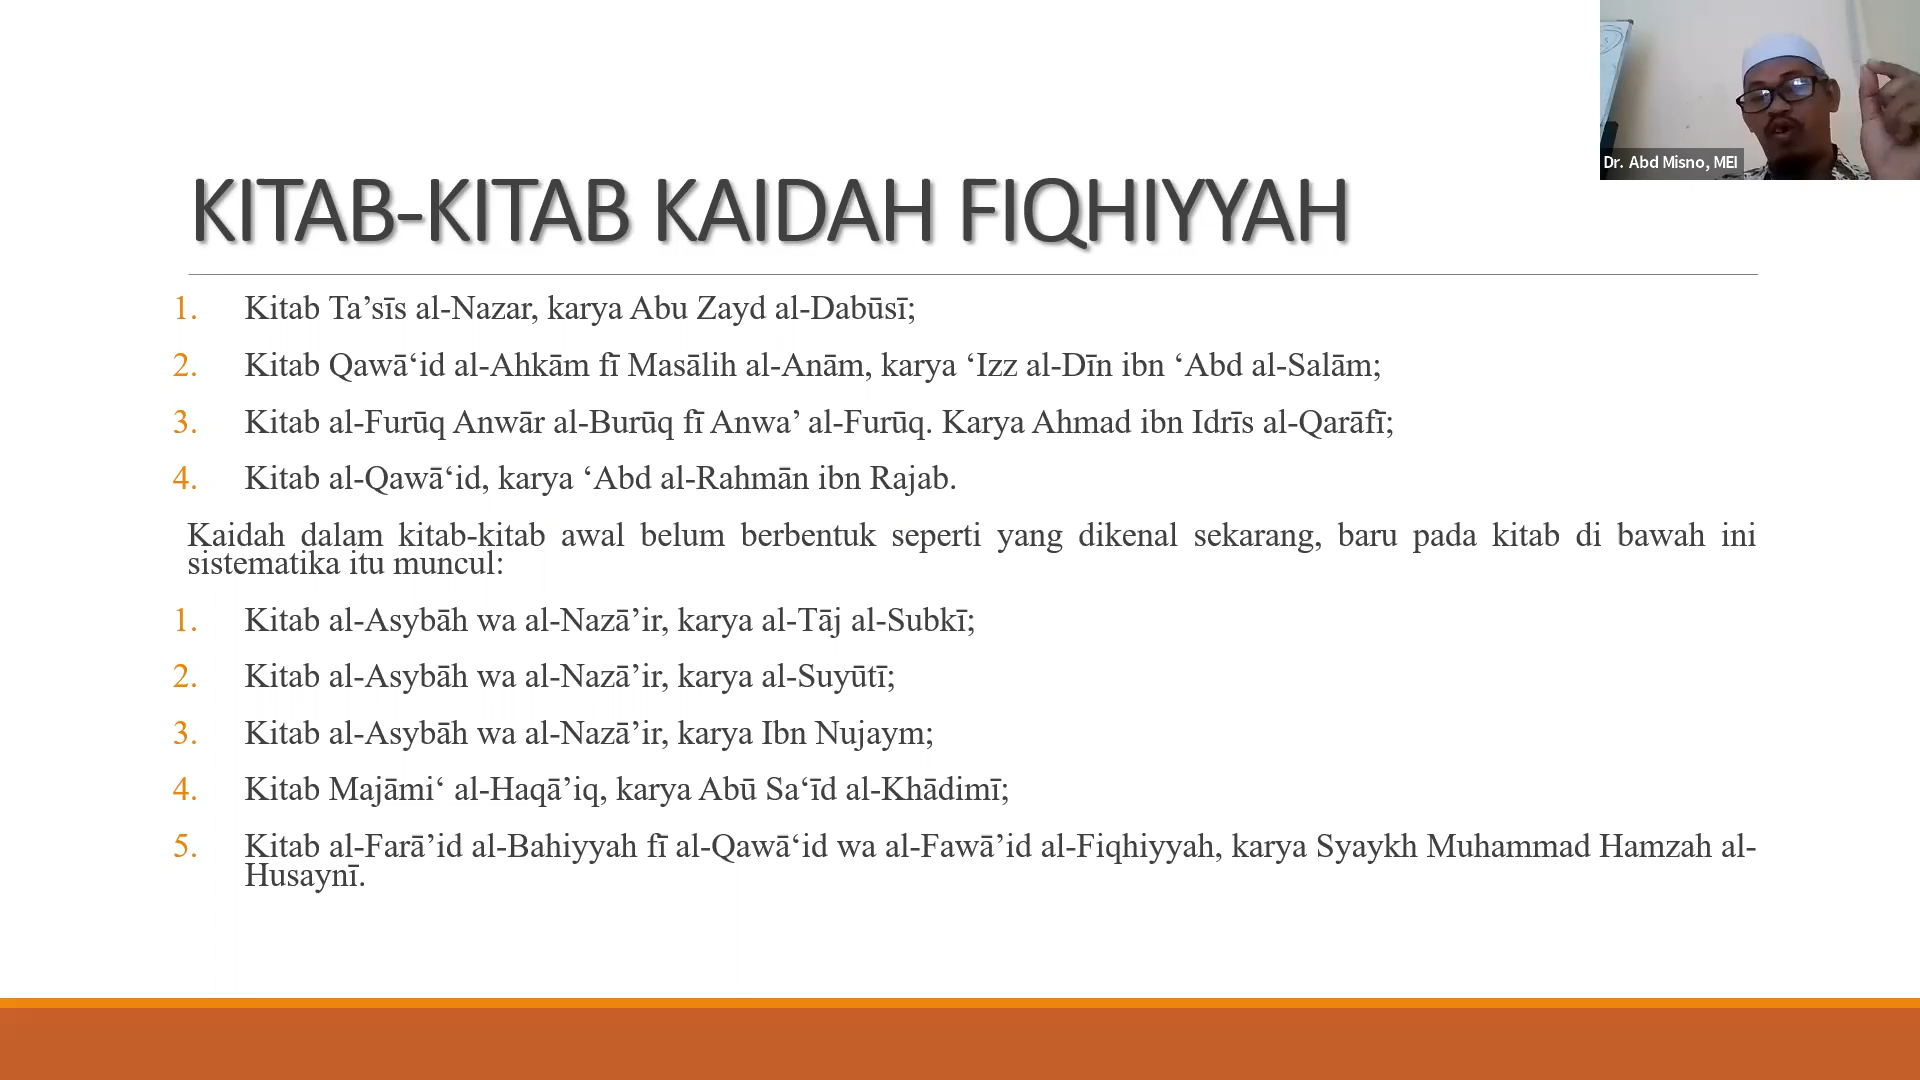 Dr. Abd Misno, MEI
KITAB-KITAB KAIDAH FIQHIYYAH
1. Kitab Ta’sīs al-Nazar, karya Abu Zayd al-Dabūsī;
2. Kitab Qawā‘id al-Ahkām fī Masālih al-Anām, karya ‘Izz al-Dīn ibn ‘Abd al-Salām;
3. Kitab al-Furūq Anwār al-Burūq fī Anwa’ al-Furūq. Karya Ahmad ibn Idrīs al-Qarāfī;
4. Kitab al-Qawā‘id, karya ‘Abd al-Rahmān ibn Rajab.
Kaidah dalam kitab-kitab awal belum berbentuk seperti yang dikenal sekarang, baru pada kitab di bawah ini
sistematika itu muncul:
1. Kitab al-Asybāh wa al-Nazā’ir, karya al-Tāj al-Subkī;
2. Kitab al-Asybāh wa al-Nazā’ir, karya al-Suyūtī;
3. Kitab al-Asybāh wa al-Nazā’ir, karya Ibn Nujaym;
4. Kitab Majāmi‘ al-Haqā’iq, karya Abū Sa‘īd al-Khādimī;
5. Kitab al-Farā’id al-Bahiyyah fī al-Qawā‘id wa al-Fawā’id al-Fiqhiyyah, karya Syaykh Muhammad Hamzah al-
Husaynī.